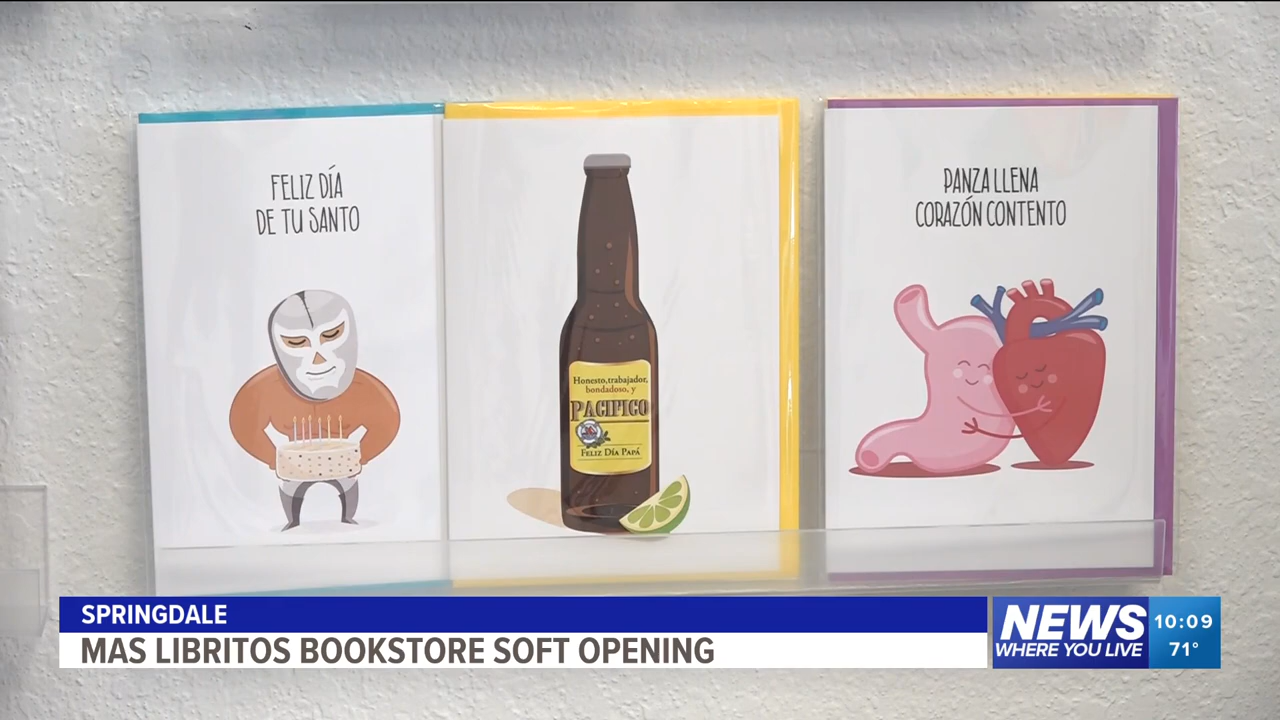 FELIZ DÍA
DE TU SANTO
Honesto, trabajador,
bondadoso, y
PACIFICO
FELIZ DÍA PAPÁ
PANZA LLENA
CORAZÓN CONTENTO
SPRINGDALE
MAS LIBRITOS BOOKSTORE SOFT OPENING
NEWS
WHERE YOU LIVE
10:09
71°